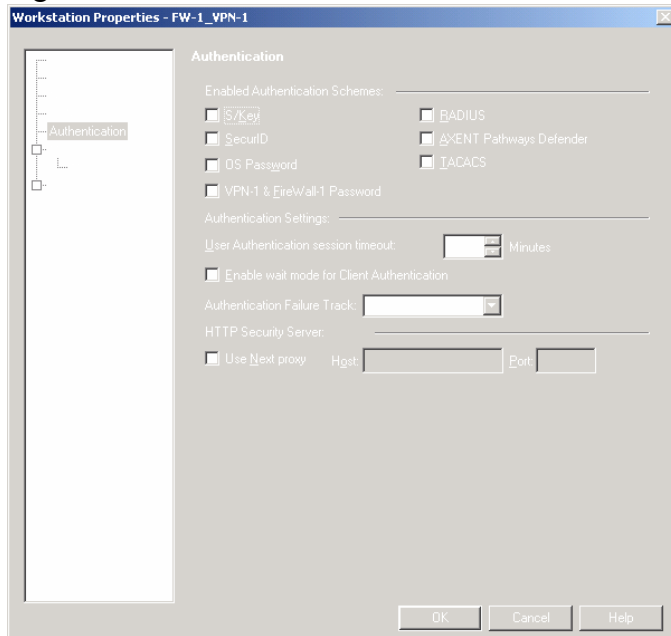 Workstation Properties - FW-1_VPN-1
Authentication
Authentication
Enabled Authentication Schemes:
S/Key
RADIUS
SecurID
AXENT Pathways Defender
OS Password
TACACS
VPN-1 & FireWall-1 Password
Authentication Settings:
User Authentication session timeout:
Minutes
Enable wait mode for Client Authentication
Authentication Failure Track:
HTTP Security Server:
Use Next proxy
Host:
Port:
OK
Cancel
Help